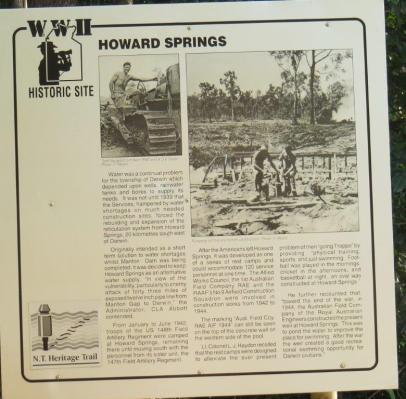 WWII
HISTORIC SITE
HOWARD SPRINGS
Water was a continual problem
for the township of Darwin which
depended upon wells, rainwater
tanks and bores to supply its
needs. It was not until 1939 that
the Services, hampered by water
shortages on much needed
construction sites, forced the
rebuilding and expansion of the
reticulation system from Howard
Springs, 20 kilometres south east
of Darwin.
Originally intended as a short
term solution to water shortages
whilst Manton Dam was being
completed, it was decided to keep
Howard Springs as an alternative
water supply, "in view of the
vulnerability, particularly to enemy
attack of forty three miles of
exposed twelve inch pipe line from
Manton Gap to Darwin," the
Administrator, CLA Abbott
contended.
From January to June 1942,
troops of the US 148th Field
Artillery Regiment were camped
at Howard Springs, remaining
there until moving south with the
personnel from its sister unit, the
147th Field Artillery Regiment.
After the Americans left Howard
Springs, it was developed as one
of a series of rest camps and
could accommodate 120 service
personnel at one time. The Allied
Works Council, the 1st Australian
Field Company RAE and the
RAAF's No 9 Airfield Construction
Squadron were involved in
construction works from 1942 to
1944.
The marking 'Aust. Field Coy.
RAE AIF 1944' can still be seen
on the top of the concrete wall on
the western side of the pool.
Lt. Colonel L.J. Haydon recalled
that the rest camps were designed
to alleviate the ever present
problem of men 'going Troppo' by
providing "physical training,
sports and just swimming. Foot-
ball was played in the mornings,
cricket in the afternoons, and
basketball at night, an oval was
constructed at Howard Springs."
He further recounted that
"toward the end of the war, in
1944, the Australian Field Com-
pany of the Royal Australian
Engineers constructed the present
weir at Howard Springs. This was
to pond the water to improve the
place for swimming. After the war
the weir created a good recrea-
tional swimming opportunity for
Darwin civilians."
N.T. Heritage Trail